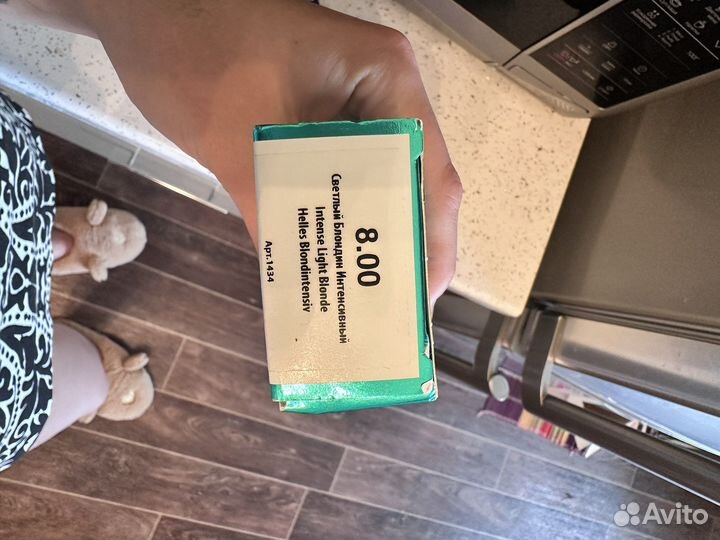 8.00
Светлый Блондин Интенсивный
Intense Light Blonde
Helles Blondintensiv
Арт.1434
Avito